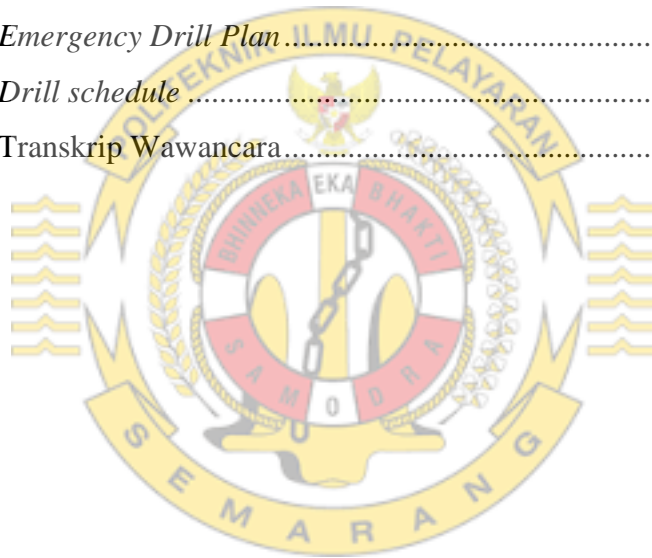 Emergency Drill Plan................................................
Drill schedule................................................................
Transkrip Wawancara................................................
POLITEKNIK ILMU PELAYARAN
BHINNEKA EKA BHAKTI
SAMODRA
SEMARANG